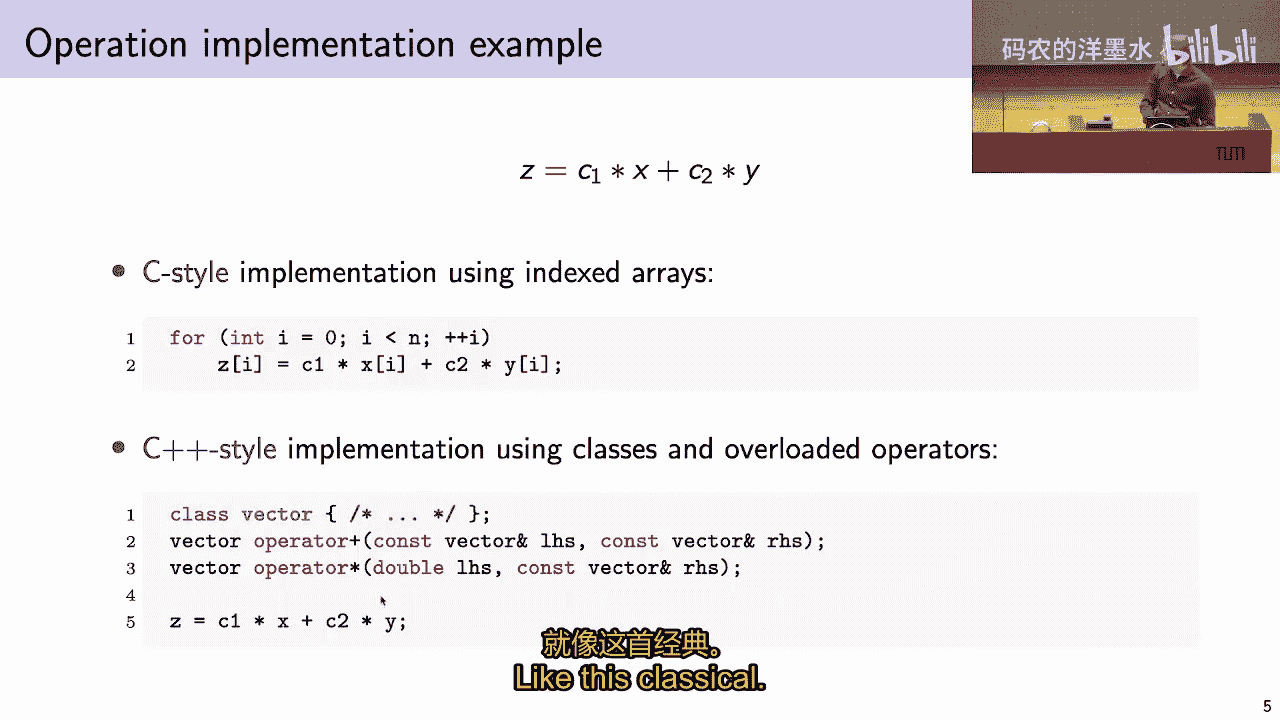 Operation implementation example
码农的洋墨水 bilibili
TUM
z = c₁ * x + c₂ * y
• C-style implementation using indexed arrays:
1 for (int i = 0; i < n; ++i)
2 z[i] = c1 * x[i] + c2 * y[i];
• C++-style implementation using classes and overloaded operators:
1 class vector { /* ... */ };
2 vector operator+(const vector& lhs, const vector& rhs);
3 vector operator*(double lhs, const vector& rhs);
4
5 z = c1 * x + c2 * y;
就像这首经典。
Like this classical.
5